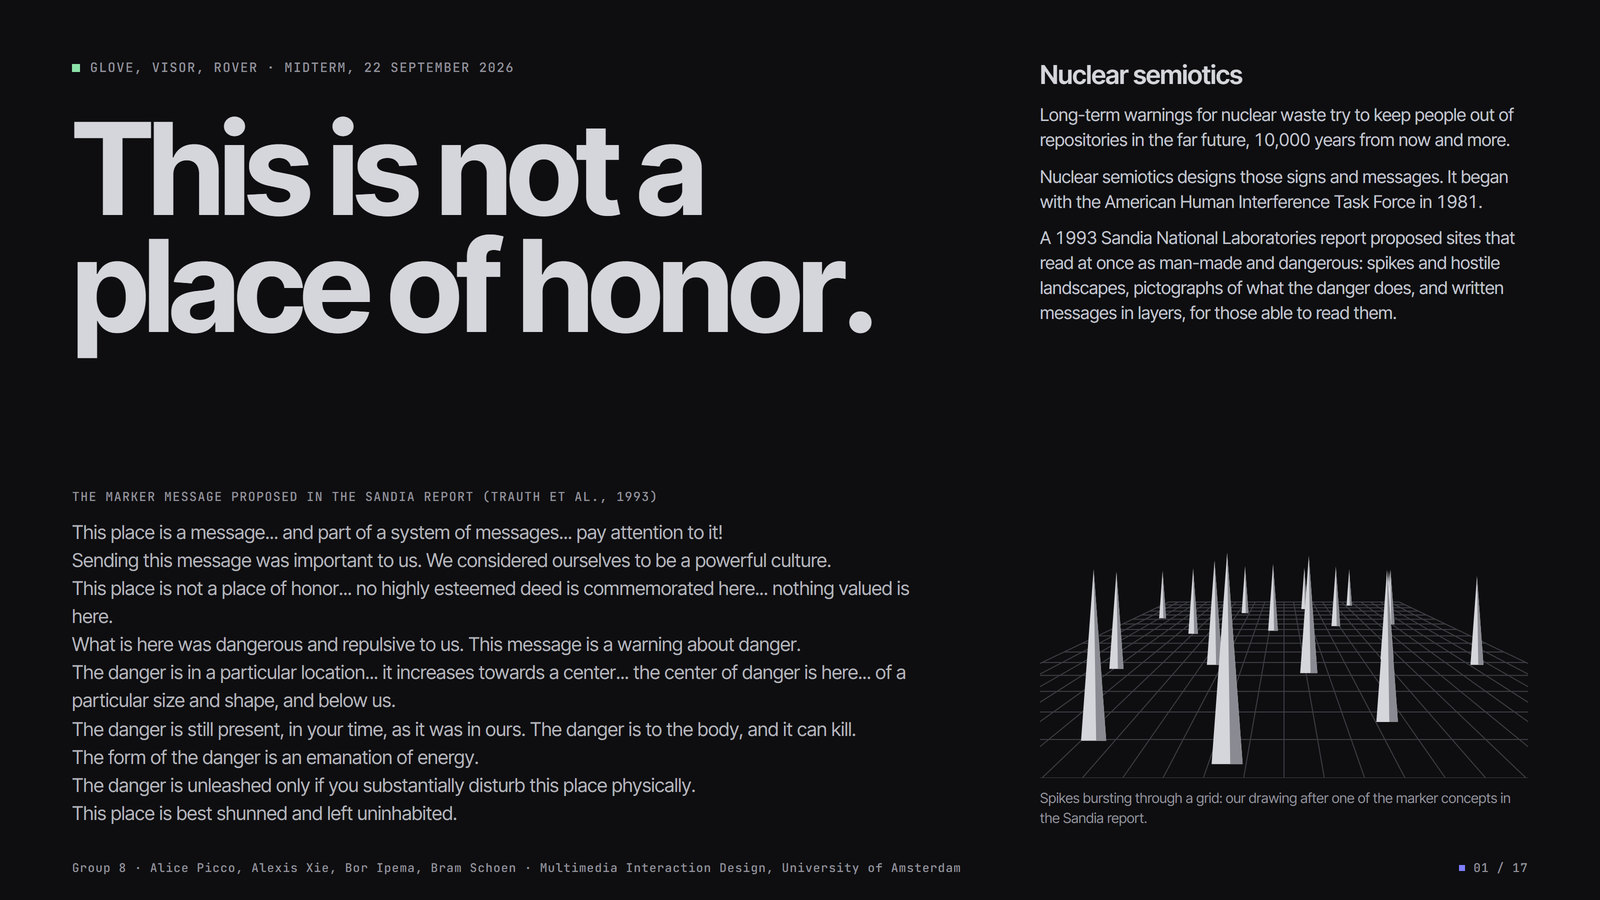 GLOVE, VISOR, ROVER · MIDTERM, 22 SEPTEMBER 2026
This is not a
place of honor.
THE MARKER MESSAGE PROPOSED IN THE SANDIA REPORT (TRAUTH ET AL., 1993)
This place is a message... and part of a system of messages... pay attention to it!
Sending this message was important to us. We considered ourselves to be a powerful culture.
This place is not a place of honor... no highly esteemed deed is commemorated here... nothing valued is
here.
What is here was dangerous and repulsive to us. This message is a warning about danger.
The danger is in a particular location... it increases towards a center... the center of danger is here... of a
particular size and shape, and below us.
The danger is still present, in your time, as it was in ours. The danger is to the body, and it can kill.
The form of the danger is an emanation of energy.
The danger is unleashed only if you substantially disturb this place physically.
This place is best shunned and left uninhabited.
Nuclear semiotics
Long-term warnings for nuclear waste try to keep people out of
repositories in the far future, 10,000 years from now and more.
Nuclear semiotics designs those signs and messages. It began
with the American Human Interference Task Force in 1981.
A 1993 Sandia National Laboratories report proposed sites that
read at once as man-made and dangerous: spikes and hostile
landscapes, pictographs of what the danger does, and written
messages in layers, for those able to read them.
Spikes bursting through a grid: our drawing after one of the marker concepts in
the Sandia report.
Group 8 · Alice Picco, Alexis Xie, Bor Ipema, Bram Schoen · Multimedia Interaction Design, University of Amsterdam
01 / 17